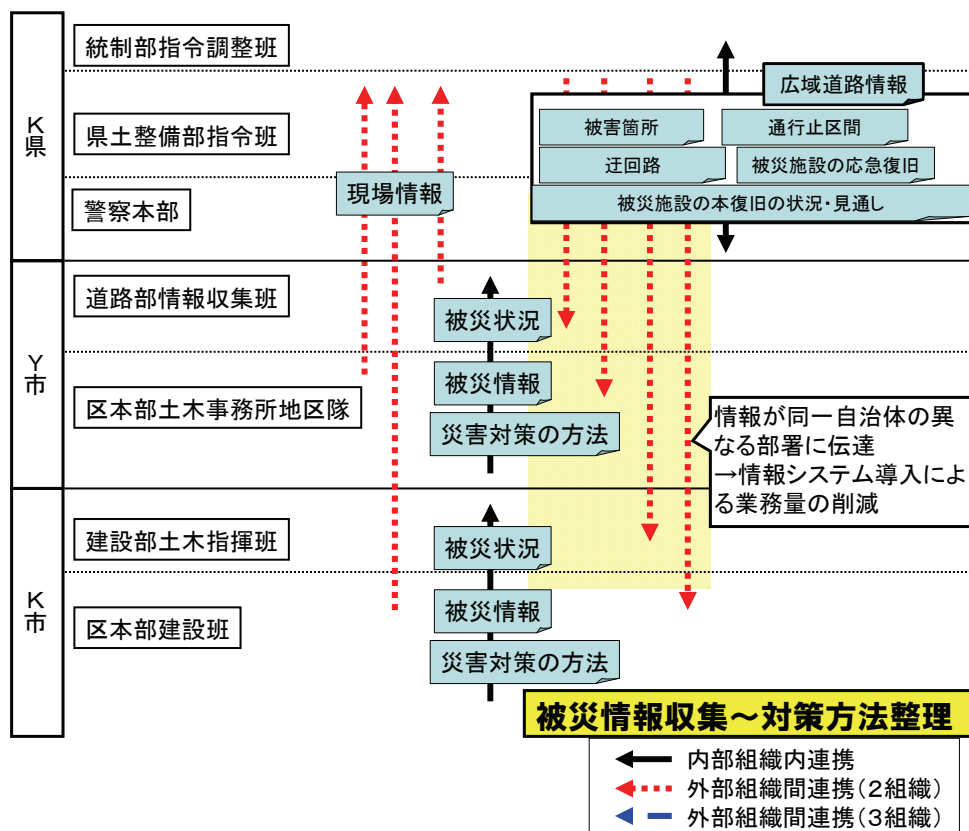 K県
統制部指令調整班
県土整備部指令班
警察本部
現場情報
広域道路情報
被害箇所
通行止区間
迂回路
被災施設の応急復旧
被災施設の本復旧の状況・見通し
Y市
道路部情報収集班
区本部土木事務所地区隊
被災状況
被災情報
災害対策の方法
情報が同一自治体の異
なる部署に伝達
→情報システム導入によ
る業務量の削減
K市
建設部土木指揮班
区本部建設班
被災状況
被災情報
災害対策の方法
被災情報収集～対策方法整理
内部組織内連携
外部組織間連携(2組織)
外部組織間連携(3組織)